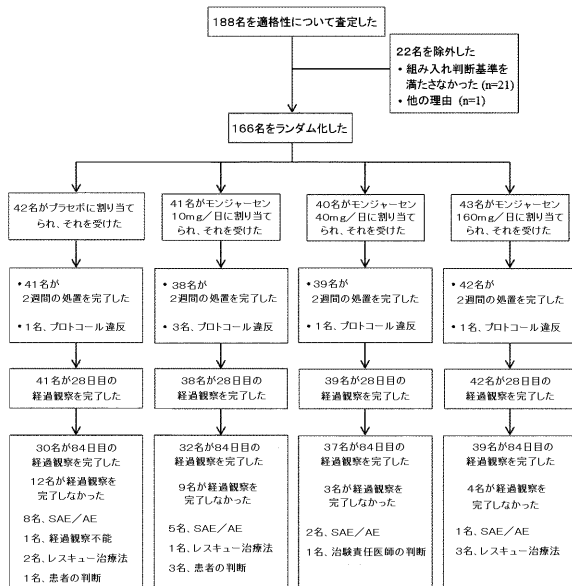 188名を適格性について査定した
22名を除外した
・組み入れ判断基準を
満たさなかった (n=21)
・他の理由 (n=1)
166名をランダム化した
42名がプラセボに割り当て
られ、それを受けた
41名がモンジャーセン
10mg/日に割り当て
られ、それを受けた
40名がモンジャーセン
40mg/日に割り当て
られ、それを受けた
43名がモンジャーセン
160mg/日に割り当て
られ、それを受けた
・41名が
2週間の処置を完了した
・1名、プロトコール違反
・38名が
2週間の処置を完了した
・3名、プロトコール違反
・39名が
2週間の処置を完了した
・1名、プロトコール違反
・42名が
2週間の処置を完了した
・1名、プロトコール違反
41名が28日目の
経過観察を完了した
38名が28日目の
経過観察を完了した
39名が28日目の
経過観察を完了した
42名が28日目の
経過観察を完了した
30名が84日目の
経過観察を完了した
12名が経過観察を
完了しなかった
8名、SAE/AE
1名、経過観察不能
2名、レスキュー治療法
1名、患者の判断
32名が84日目の
経過観察を完了した
9名が経過観察を
完了しなかった
5名、SAE/AE
1名、レスキュー治療法
3名、患者の判断
37名が84日目の
経過観察を完了した
3名が経過観察を
完了しなかった
2名、SAE/AE
1名、治験責任医師の判断
39名が84日目の
経過観察を完了した
4名が経過観察を
完了しなかった
1名、SAE/AE
3名、レスキュー治療法